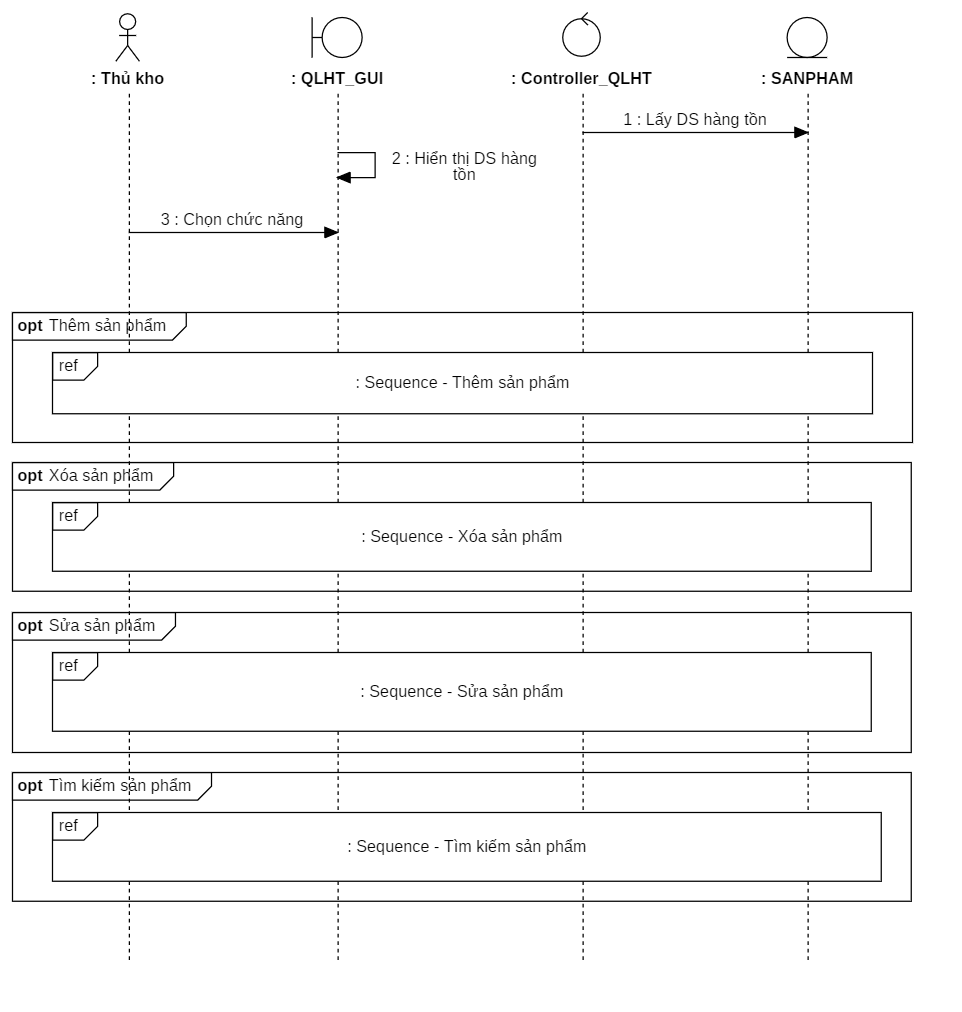 : Thủ kho
: QLHT_GUI
: Controller_QLHT
: SANPHAM
1 : Lấy DS hàng tồn
2 : Hiển thị DS hàng
tồn
3 : Chọn chức năng
opt Thêm sản phẩm
ref
: Sequence - Thêm sản phẩm
opt Xóa sản phẩm
ref
: Sequence - Xóa sản phẩm
opt Sửa sản phẩm
ref
: Sequence - Sửa sản phẩm
opt Tìm kiếm sản phẩm
ref
: Sequence - Tìm kiếm sản phẩm